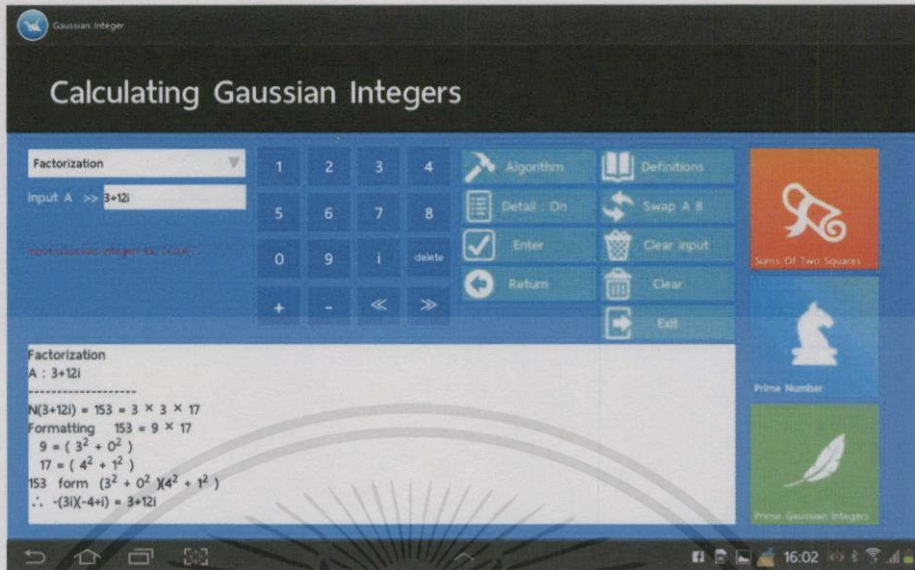 Gaussian Integer
Calculating Gaussian Integers
Factorization
Input A >> 3+12i
1 2 3 4
5 6 7 8
0 9 i delete
+ - ≪ ≫
Algorithm
Definitions
Detail : On
Swap A B
Enter
Clear input
Return
Clear
Exit
Sums Of Two Squares
Prime Number
Prime Gaussian Integers
Factorization
A : 3+12i
--------------------
N(3+12i) = 153 = 3 × 3 × 17
Formatting 153 = 9 × 17
9 = ( 3² + 0² )
17 = ( 4² + 1² )
153 form (3² + 0² )(4² + 1² )
∴ -(3i)(-4+i) = 3+12i
16:02